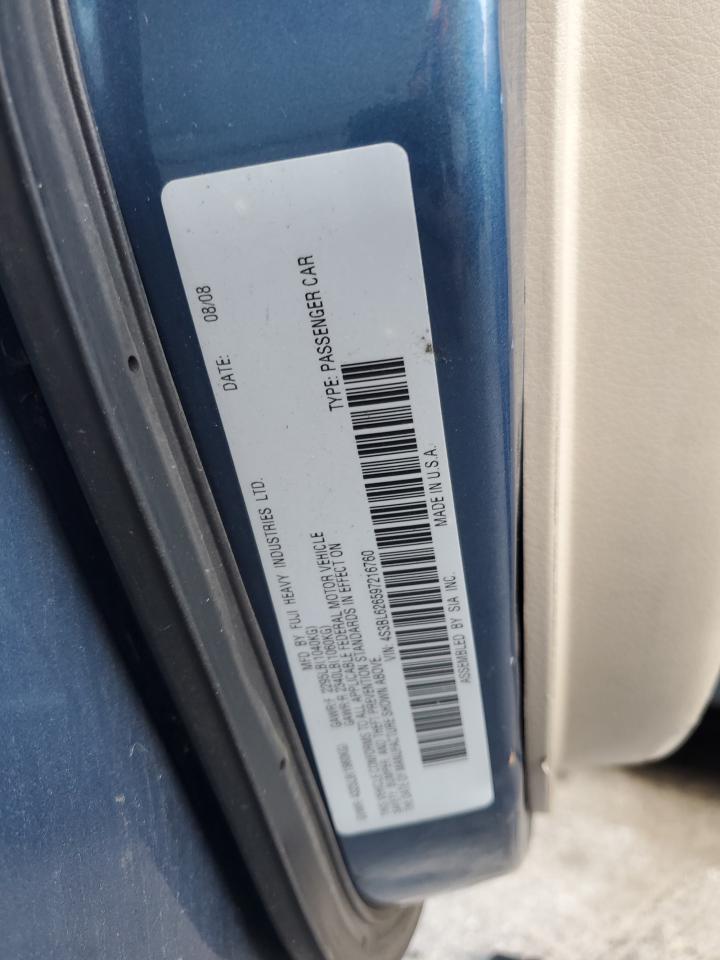 MFD. BY FUJI HEAVY INDUSTRIES LTD. DATE: 08/08
GAWR-F 2295LB(1040KG)
GAWR-R 2340LB(1060KG)
THIS VEHICLE CONFORMS TO ALL APPLICABLE FEDERAL MOTOR VEHICLE
SAFETY, BUMPER, AND THEFT PREVENTION STANDARDS IN EFFECT ON
THE DATE OF MANUFACTURE SHOWN ABOVE.
VIN: 4S3BL626597216760 TYPE: PASSENGER CAR
ASSEMBLED BY SIA INC. MADE IN U.S.A.